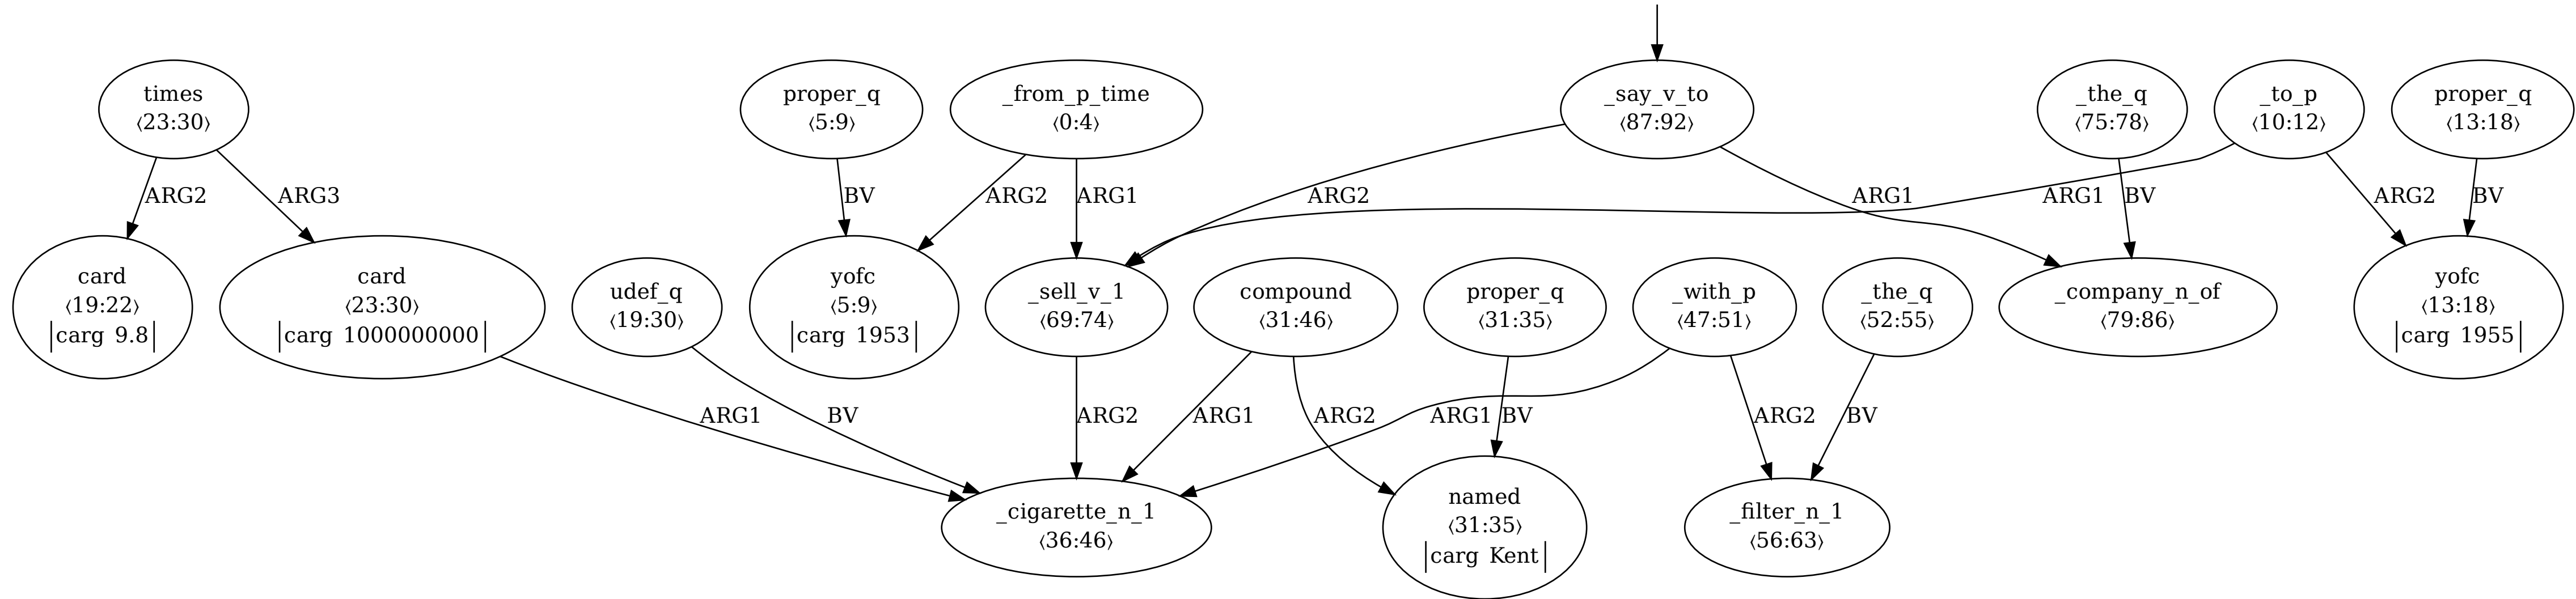 times
⟨23:30⟩
proper_q
⟨5:9⟩
_from_p_time
⟨0:4⟩
_say_v_to
⟨87:92⟩
_the_q
⟨75:78⟩
_to_p
⟨10:12⟩
proper_q
⟨13:18⟩
ARG2
ARG3
BV
ARG2
ARG1
ARG2
ARG1
BV
ARG1
ARG2
BV
card
⟨19:22⟩
carg 9.8
card
⟨23:30⟩
carg 1000000000
udef_q
⟨19:30⟩
yofc
⟨5:9⟩
carg 1953
_sell_v_1
⟨69:74⟩
compound
⟨31:46⟩
proper_q
⟨31:35⟩
_with_p
⟨47:51⟩
_the_q
⟨52:55⟩
_company_n_of
⟨79:86⟩
yofc
⟨13:18⟩
carg 1955
ARG1
BV
ARG2
ARG1
ARG2
ARG1
BV
ARG2
BV
_cigarette_n_1
⟨36:46⟩
named
⟨31:35⟩
carg Kent
_filter_n_1
⟨56:63⟩